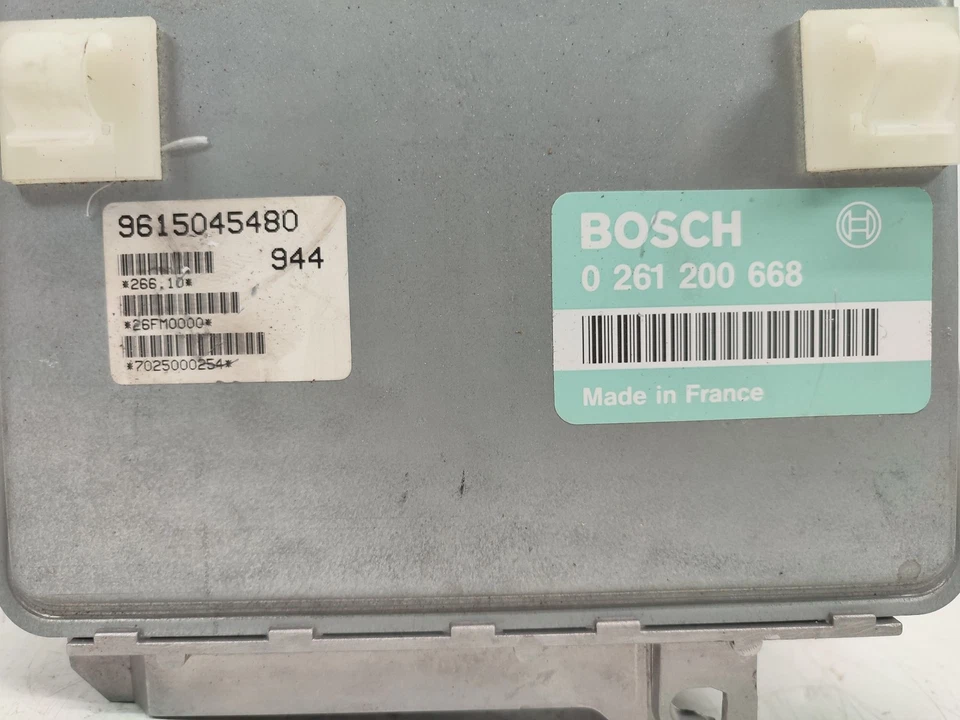 9615045480
944
*266.10*
*26FM0000*
*7025000254*
BOSCH
0 261 200 668
Made in France